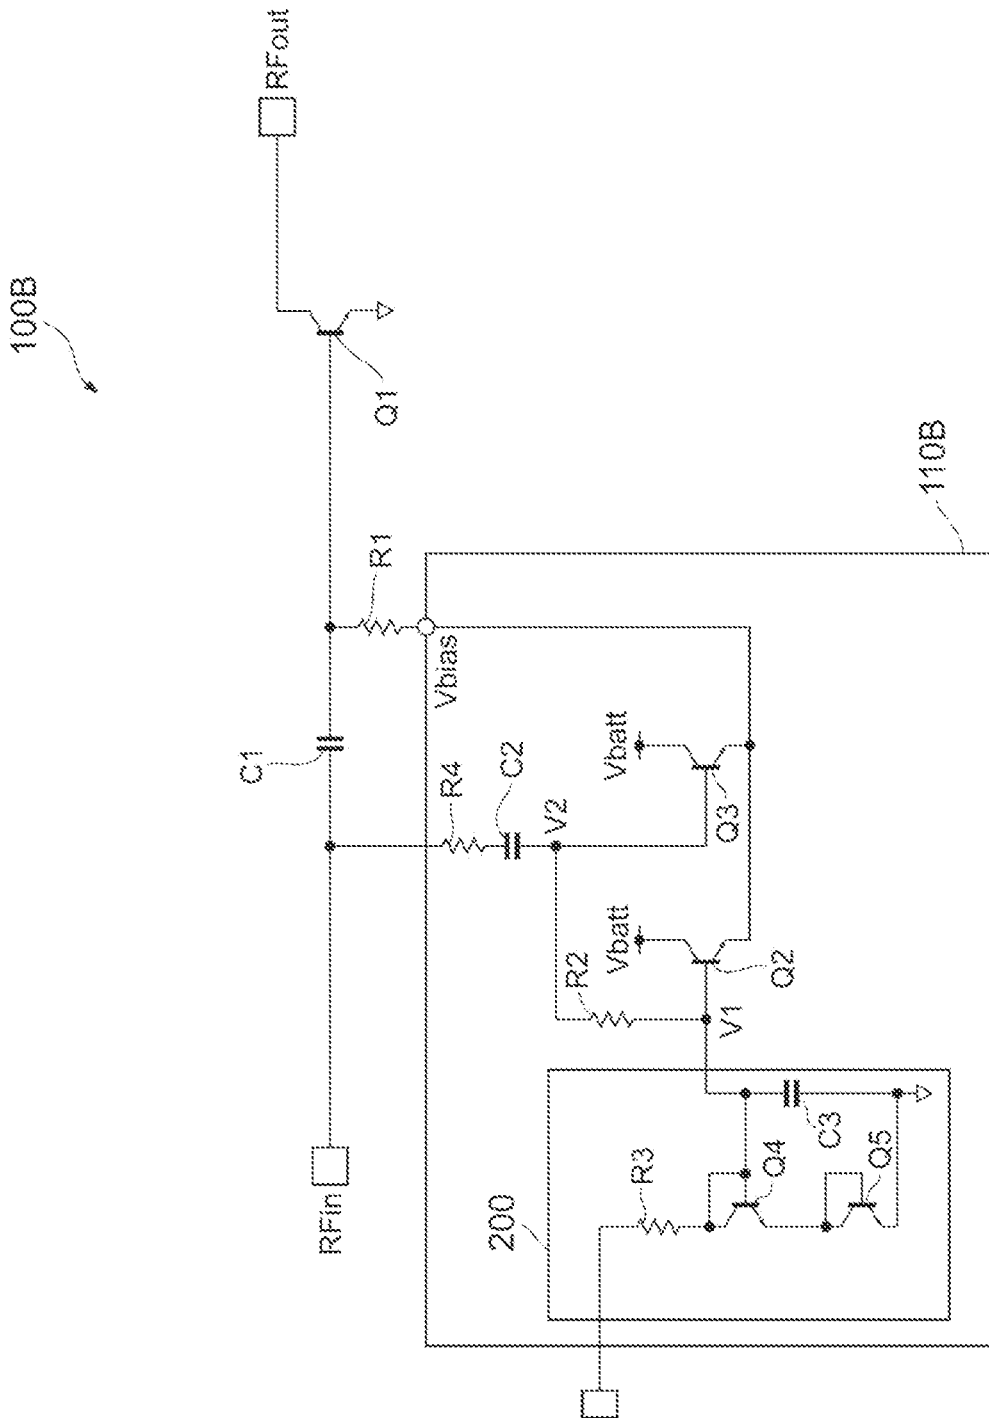 100B
RFout
Q1
C1
R1
Vbias
R4
C2
V2
Vbatt
Q3
Vbatt
Q2
R2
V1
RFin
200
R3
Q4
C3
Q5
110B